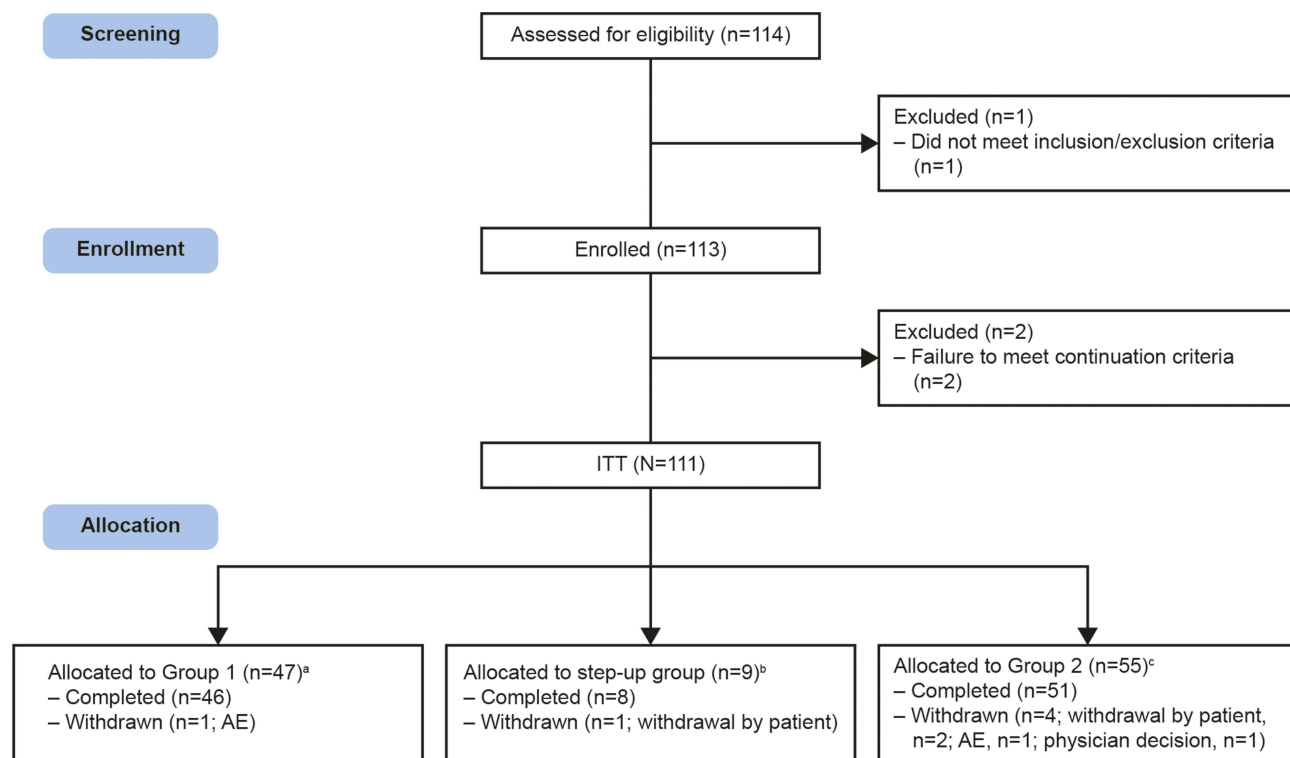 Screening
Assessed for eligibility (n=114)
Excluded (n=1)
– Did not meet inclusion/exclusion criteria
(n=1)
Enrollment
Enrolled (n=113)
Excluded (n=2)
– Failure to meet continuation criteria
(n=2)
ITT (N=111)
Allocation
Allocated to Group 1 (n=47)ᵃ
– Completed (n=46)
– Withdrawn (n=1; AE)
Allocated to step-up group (n=9)ᵇ
– Completed (n=8)
– Withdrawn (n=1; withdrawal by patient)
Allocated to Group 2 (n=55)ᶜ
– Completed (n=51)
– Withdrawn (n=4; withdrawal by patient,
n=2; AE, n=1; physician decision, n=1)